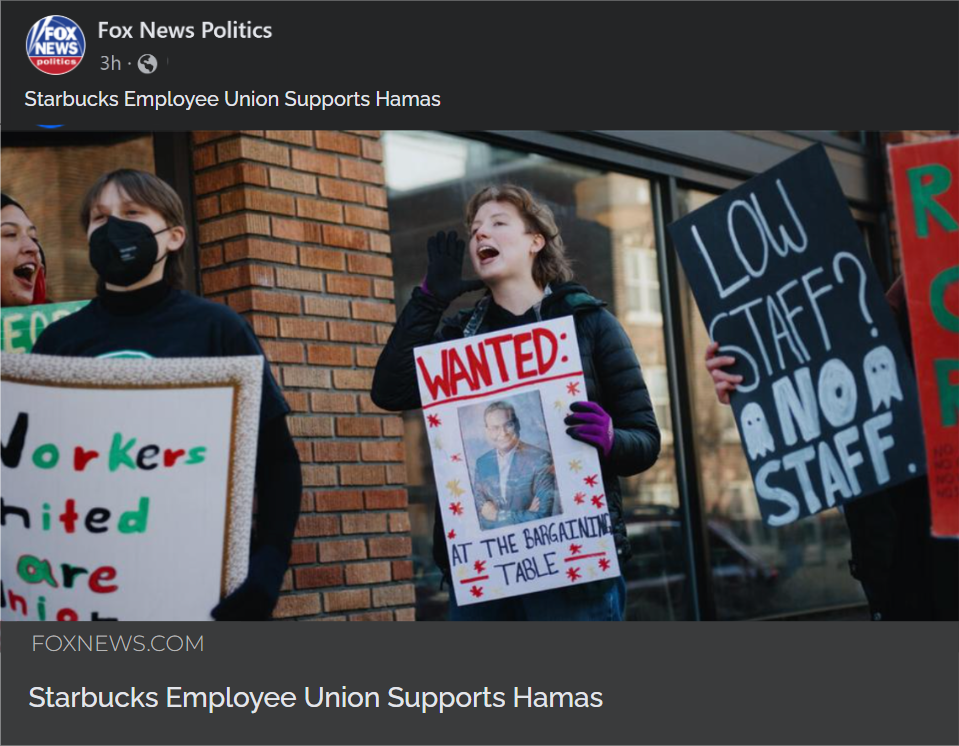 FOX
NEWS
politics
Fox News Politics
3h ·
Starbucks Employee Union Supports Hamas
WANTED:
AT THE BARGAINING
TABLE
LOW
STAFF?
NO
STAFF.
Workers
nited
are
R
O
P
FOXNEWS.COM
Starbucks Employee Union Supports Hamas